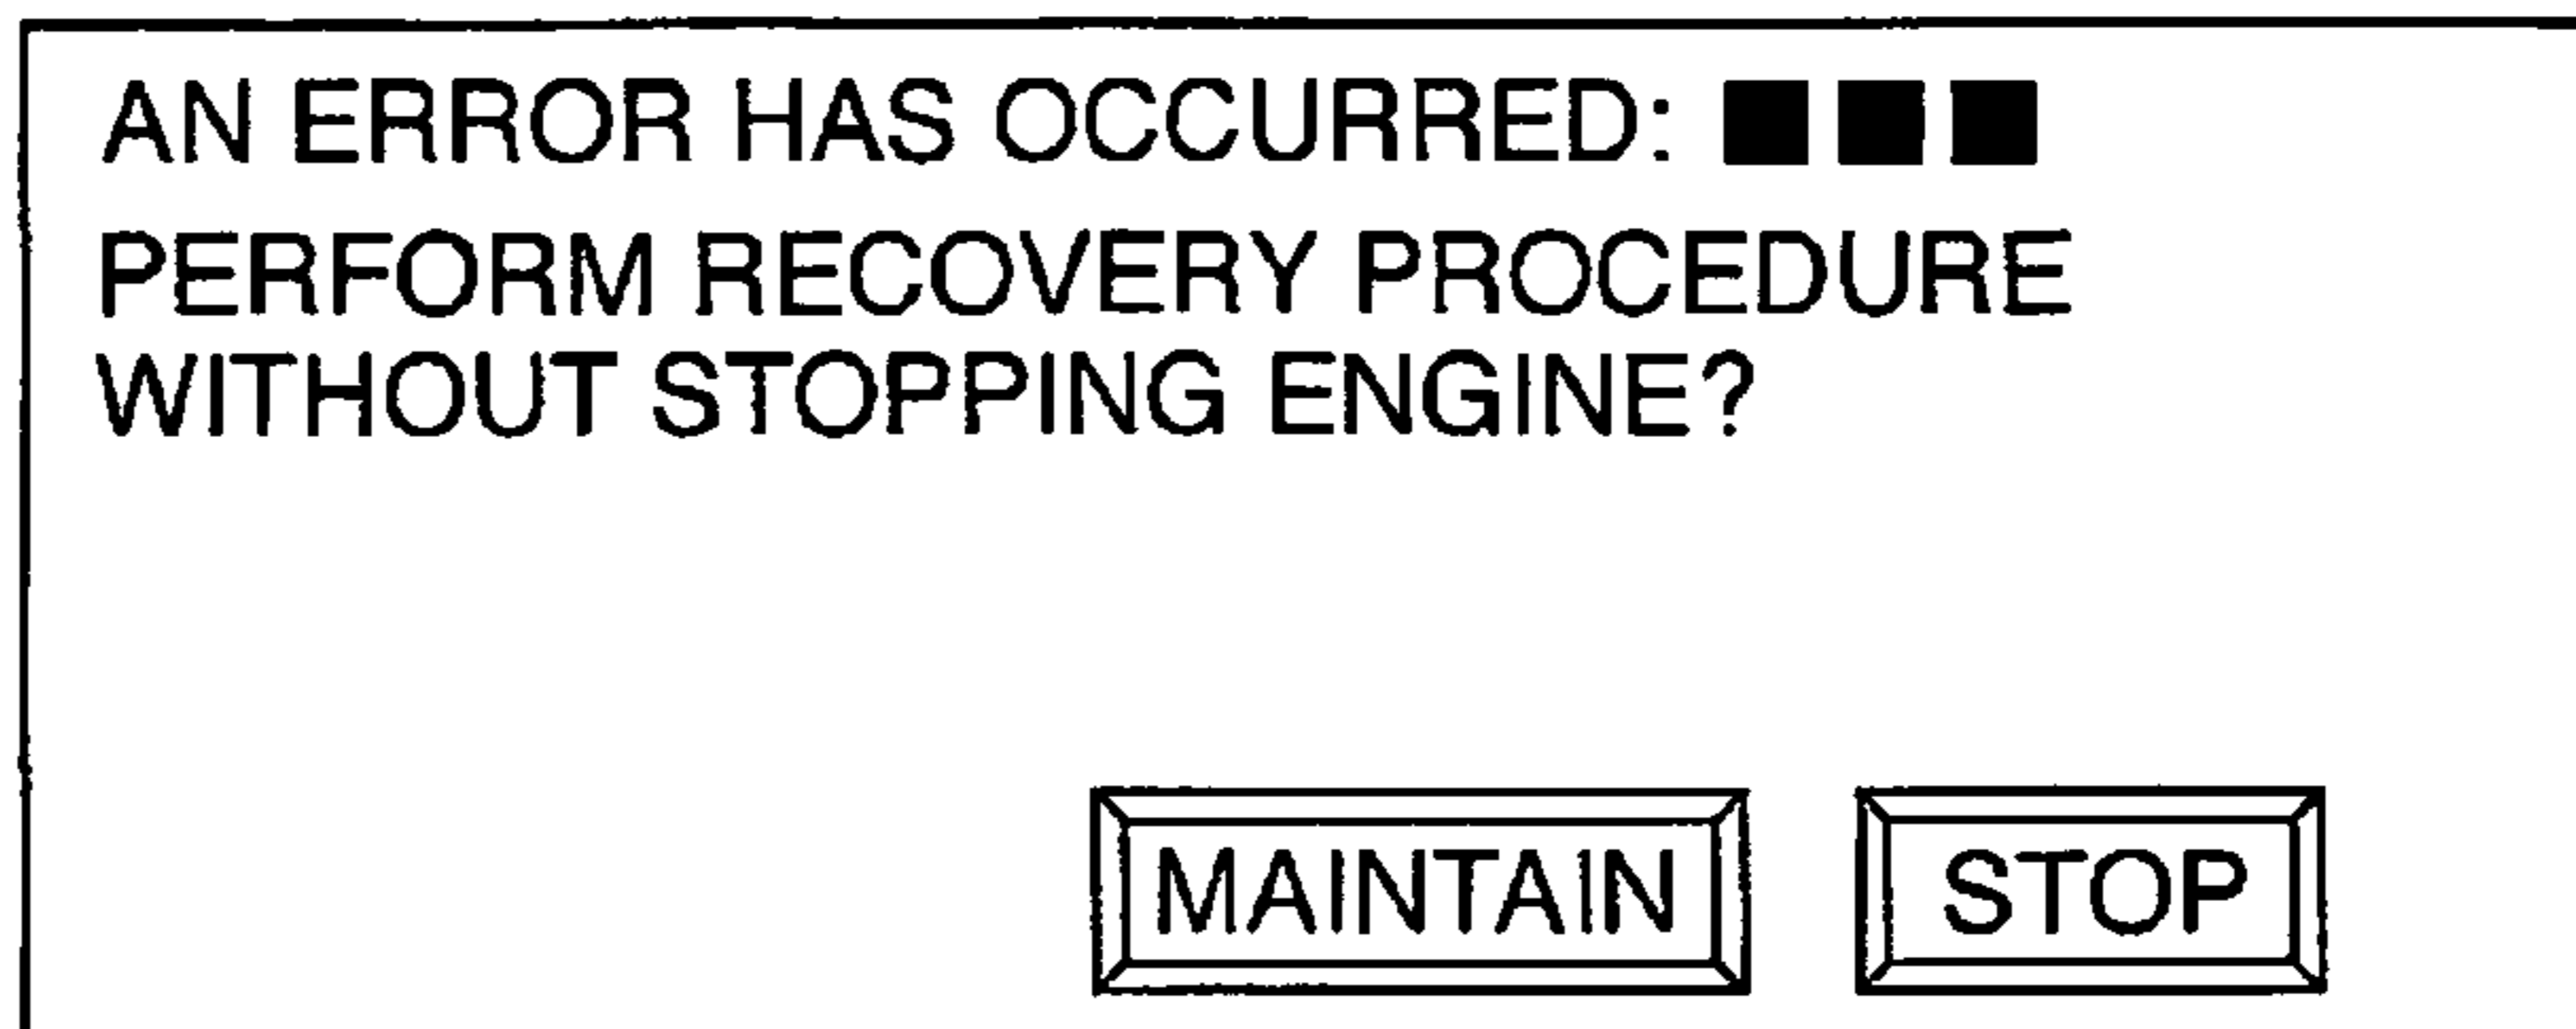 AN ERROR HAS OCCURRED: ■■■
PERFORM RECOVERY PROCEDURE
WITHOUT STOPPING ENGINE?
MAINTAIN STOP